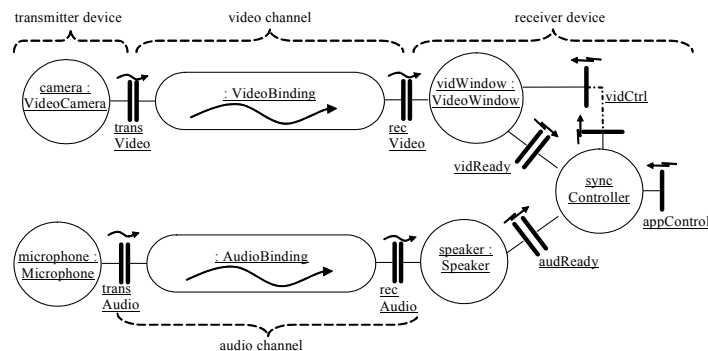 transmitter device
video channel
receiver device
camera :
VideoCamera
: VideoBinding
vidWindow :
VideoWindow
vidCtrl
trans
Video
rec
Video
vidReady
sync
Controller
appControl
microphone :
Microphone
: AudioBinding
speaker :
Speaker
audReady
trans
Audio
rec
Audio
audio channel